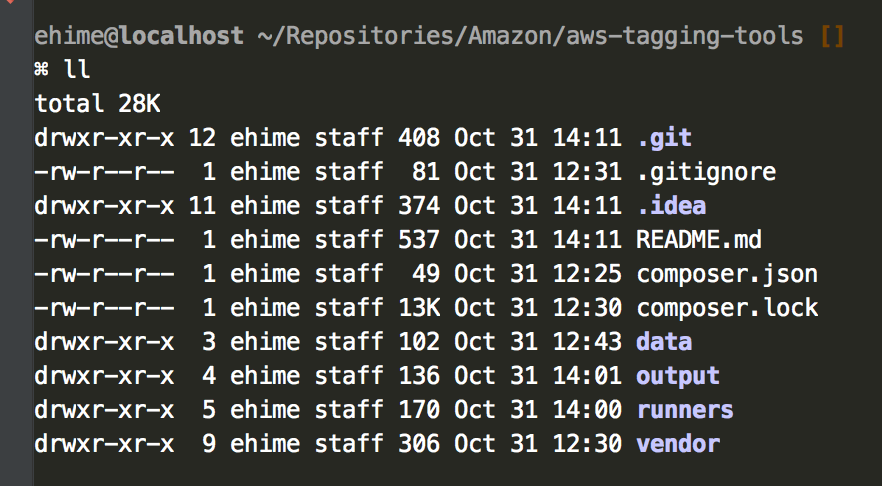 ehime@localhost ~/Repositories/Amazon/aws-tagging-tools []
⌘ ll
total 28K
drwxr-xr-x 12 ehime staff 408 Oct 31 14:11 .git
-rw-r--r--  1 ehime staff  81 Oct 31 12:31 .gitignore
drwxr-xr-x 11 ehime staff 374 Oct 31 14:11 .idea
-rw-r--r--  1 ehime staff 537 Oct 31 14:11 README.md
-rw-r--r--  1 ehime staff  49 Oct 31 12:25 composer.json
-rw-r--r--  1 ehime staff 13K Oct 31 12:30 composer.lock
drwxr-xr-x  3 ehime staff 102 Oct 31 12:43 data
drwxr-xr-x  4 ehime staff 136 Oct 31 14:01 output
drwxr-xr-x  5 ehime staff 170 Oct 31 14:00 runners
drwxr-xr-x  9 ehime staff 306 Oct 31 12:30 vendor